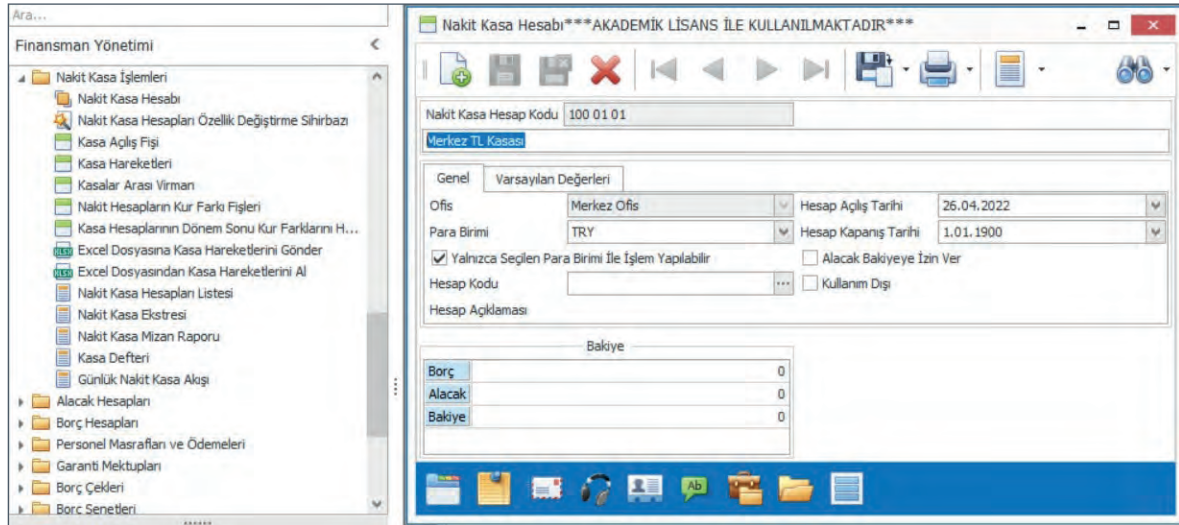 Ara...
Finansman Yönetimi
Nakit Kasa İşlemleri
Nakit Kasa Hesabı
Nakit Kasa Hesapları Özellik Değiştirme Sihirbazı
Kasa Açılış Fişi
Kasa Hareketleri
Kasalar Arası Virman
Nakit Hesapların Kur Farkı Fişleri
Kasa Hesaplarının Dönem Sonu Kur Farklarını H...
Excel Dosyasına Kasa Hareketlerini Gönder
Excel Dosyasından Kasa Hareketlerini Al
Nakit Kasa Hesapları Listesi
Nakit Kasa Ekstresi
Nakit Kasa Mizan Raporu
Kasa Defteri
Günlük Nakit Kasa Akışı
Alacak Hesapları
Borç Hesapları
Personel Masrafları ve Ödemeleri
Garanti Mektupları
Borç Çekleri
Borç Senetleri
Nakit Kasa Hesabı***AKADEMİK LİSANS İLE KULLANILMAKTADIR***
Nakit Kasa Hesap Kodu 100 01 01
Merkez TL Kasası
Genel Varsayılan Değerleri
Ofis Merkez Ofis Hesap Açılış Tarihi 26.04.2022
Para Birimi TRY Hesap Kapanış Tarihi 1.01.1900
Yalnızca Seçilen Para Birimi İle İşlem Yapılabilir Alacak Bakiyeye İzin Ver
Hesap Kodu ... Kullanım Dışı
Hesap Açıklaması
Bakiye
Borç 0
Alacak 0
Bakiye 0
Ab